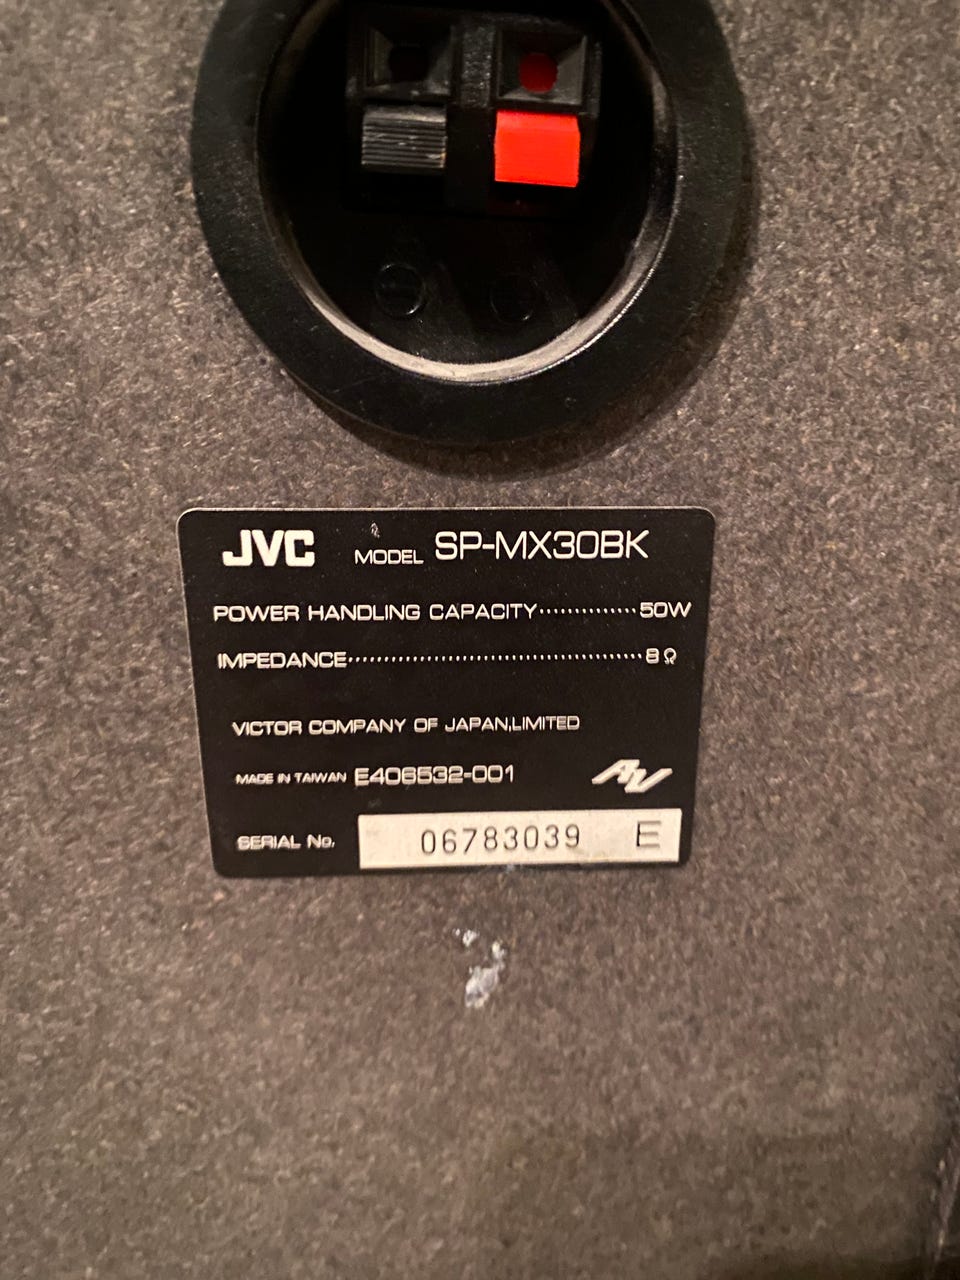 JVC MODEL SP-MX30BK
POWER HANDLING CAPACITY··············50W
IMPEDANCE·······································8Ω
VICTOR COMPANY OF JAPAN,LIMITED
MADE IN TAIWAN E406532-001 AV
SERIAL No. 06783039 E